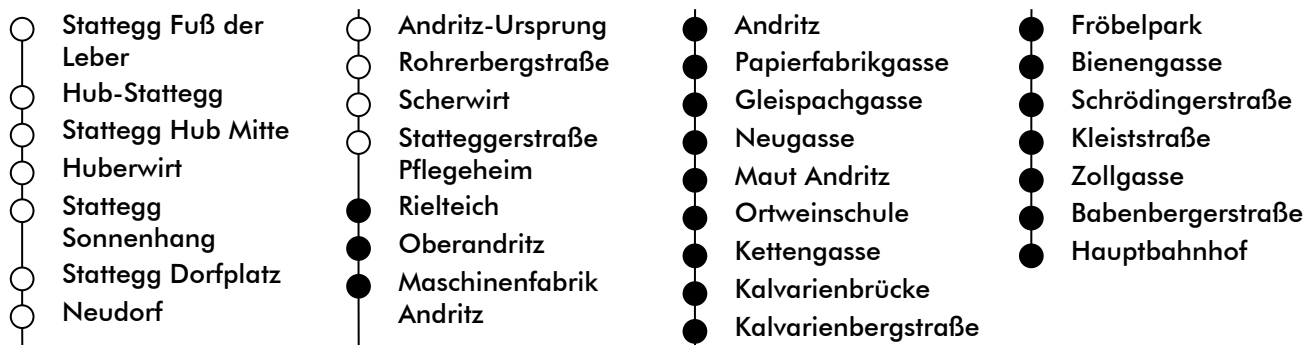 Stattegg Fuß der
Leber
Hub-Stattegg
Stattegg Hub Mitte
Huberwirt
Stattegg
Sonnenhang
Stattegg Dorfplatz
Neudorf
Andritz-Ursprung
Rohrerbergstraße
Scherwirt
Statteggerstraße
Pflegeheim
Rielteich
Oberandritz
Maschinenfabrik
Andritz
Andritz
Papierfabrikgasse
Gleispachgasse
Neugasse
Maut Andritz
Ortweinschule
Kettengasse
Kalvarienbrücke
Kalvarienbergstraße
Fröbelpark
Bienengasse
Schrödingerstraße
Kleiststraße
Zollgasse
Babenbergerstraße
Hauptbahnhof